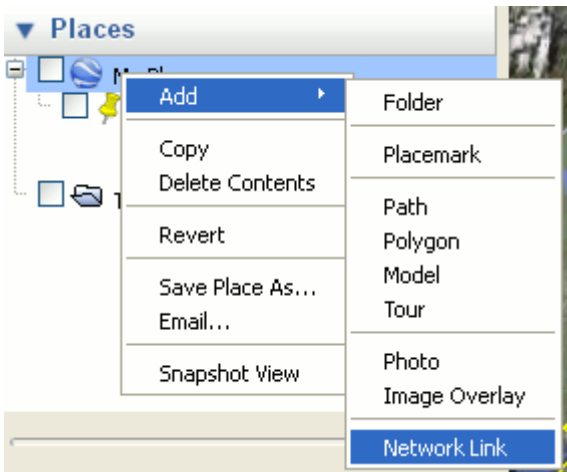 Places
Add
Copy
Delete Contents
Revert
Save Place As...
Email...
Snapshot View
Folder
Placemark
Path
Polygon
Model
Tour
Photo
Image Overlay
Network Link